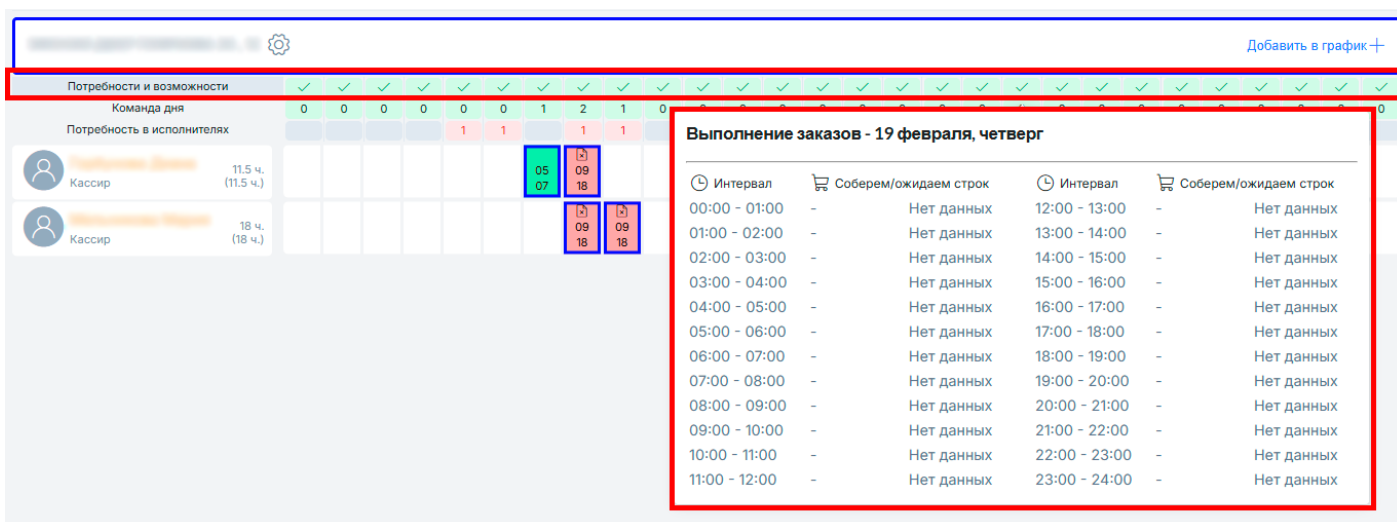 Добавить в график
Потребности и возможности
Команда дня 0 0 0 0 0 0 1 2 1 0
Потребность в исполнителях 1 1 1 1
11.5 ч.
Кассир (11.5 ч.)
05
07
09
18
18 ч.
Кассир (18 ч.)
09
18
09
18
Выполнение заказов - 19 февраля, четверг
Интервал Соберем/ожидаем строк Интервал Соберем/ожидаем строк
00:00 - 01:00 - Нет данных 12:00 - 13:00 - Нет данных
01:00 - 02:00 - Нет данных 13:00 - 14:00 - Нет данных
02:00 - 03:00 - Нет данных 14:00 - 15:00 - Нет данных
03:00 - 04:00 - Нет данных 15:00 - 16:00 - Нет данных
04:00 - 05:00 - Нет данных 16:00 - 17:00 - Нет данных
05:00 - 06:00 - Нет данных 17:00 - 18:00 - Нет данных
06:00 - 07:00 - Нет данных 18:00 - 19:00 - Нет данных
07:00 - 08:00 - Нет данных 19:00 - 20:00 - Нет данных
08:00 - 09:00 - Нет данных 20:00 - 21:00 - Нет данных
09:00 - 10:00 - Нет данных 21:00 - 22:00 - Нет данных
10:00 - 11:00 - Нет данных 22:00 - 23:00 - Нет данных
11:00 - 12:00 - Нет данных 23:00 - 24:00 - Нет данных